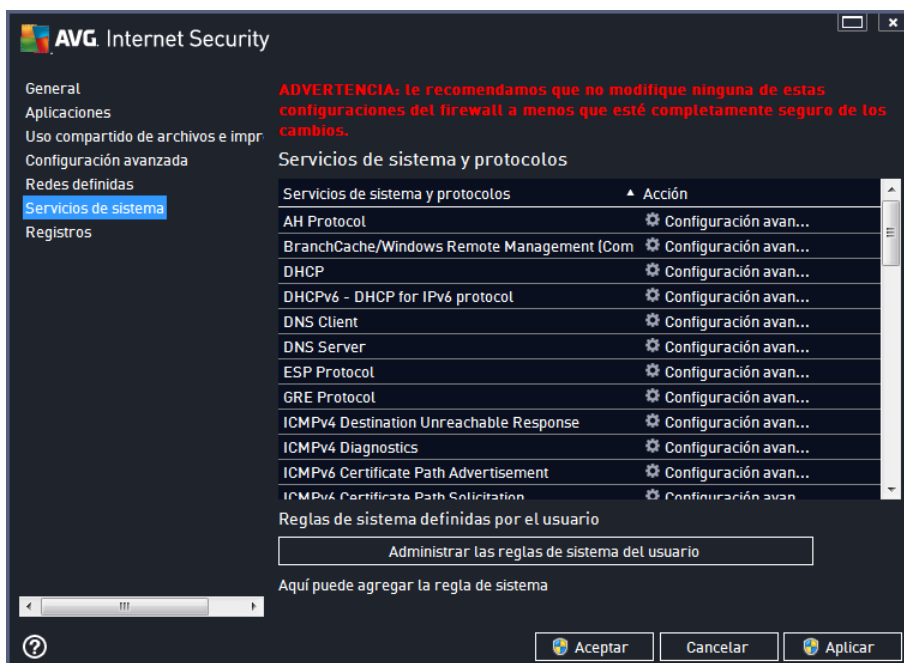 AVG. Internet Security
General
Aplicaciones
Uso compartido de archivos e impr
Configuración avanzada
Redes definidas
Servicios de sistema
Registros
ADVERTENCIA: le recomendamos que no modifique ninguna de estas
configuraciones del firewall a menos que esté completamente seguro de los
cambios.
Servicios de sistema y protocolos
Servicios de sistema y protocolos Acción
AH Protocol Configuración avan...
BranchCache/Windows Remote Management (Com Configuración avan...
DHCP Configuración avan...
DHCPv6 - DHCP for IPv6 protocol Configuración avan...
DNS Client Configuración avan...
DNS Server Configuración avan...
ESP Protocol Configuración avan...
GRE Protocol Configuración avan...
ICMPv4 Destination Unreachable Response Configuración avan...
ICMPv4 Diagnostics Configuración avan...
ICMPv6 Certificate Path Advertisement Configuración avan...
ICMPv6 Certificate Path Solicitation Configuración avan...
Reglas de sistema definidas por el usuario
Administrar las reglas de sistema del usuario
Aquí puede agregar la regla de sistema
Aceptar Cancelar Aplicar